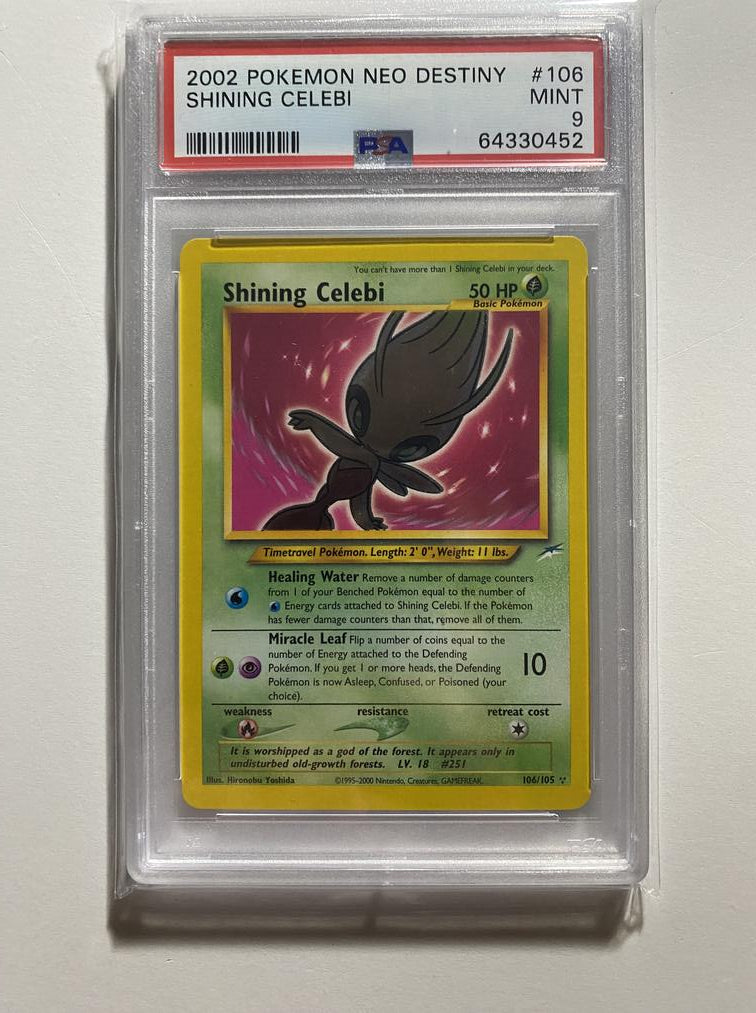 2002 POKEMON NEO DESTINY #106
SHINING CELEBI MINT
9
PSA 64330452
You can't have more than 1 Shining Celebi in your deck.
Shining Celebi 50 HP
Basic Pokémon
Timetravel Pokémon. Length: 2' 0", Weight: 11 lbs.
Healing Water Remove a number of damage counters
from 1 of your Benched Pokémon equal to the number of
Energy cards attached to Shining Celebi. If the Pokémon
has fewer damage counters than that, remove all of them.
Miracle Leaf Flip a number of coins equal to the
number of Energy attached to the Defending
Pokémon. If you get 1 or more heads, the Defending 10
Pokémon is now Asleep, Confused, or Poisoned (your
choice).
weakness resistance retreat cost
It is worshipped as a god of the forest. It appears only in
undisturbed old-growth forests. LV. 18 #251
Illus. Hironobu Yoshida ©1995-2000 Nintendo, Creatures, GAMEFREAK. 106/105